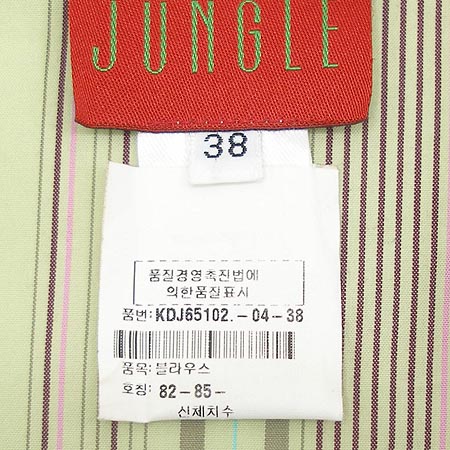 JUNGLE
38
품질경영촉진법에
의한품질표시
품번: KDJ65102.-04-38
품목: 블라우스
호칭: 82-85-
신체치수